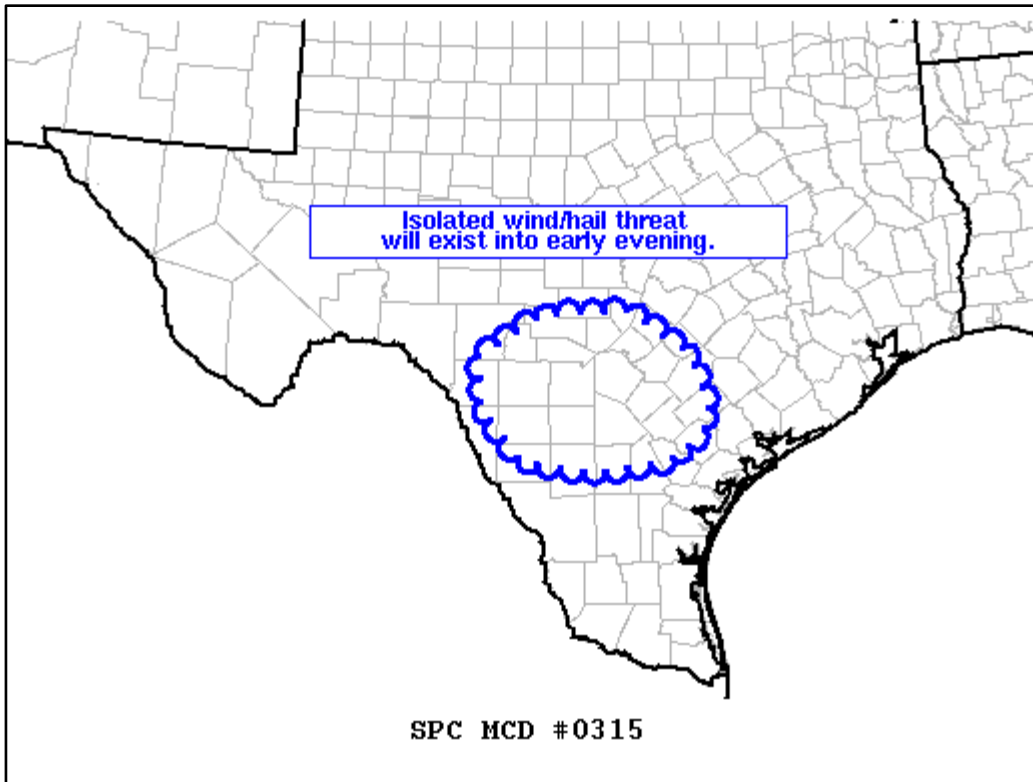 Isolated wind/hail threat
will exist into early evening.
SPC MCD #0315